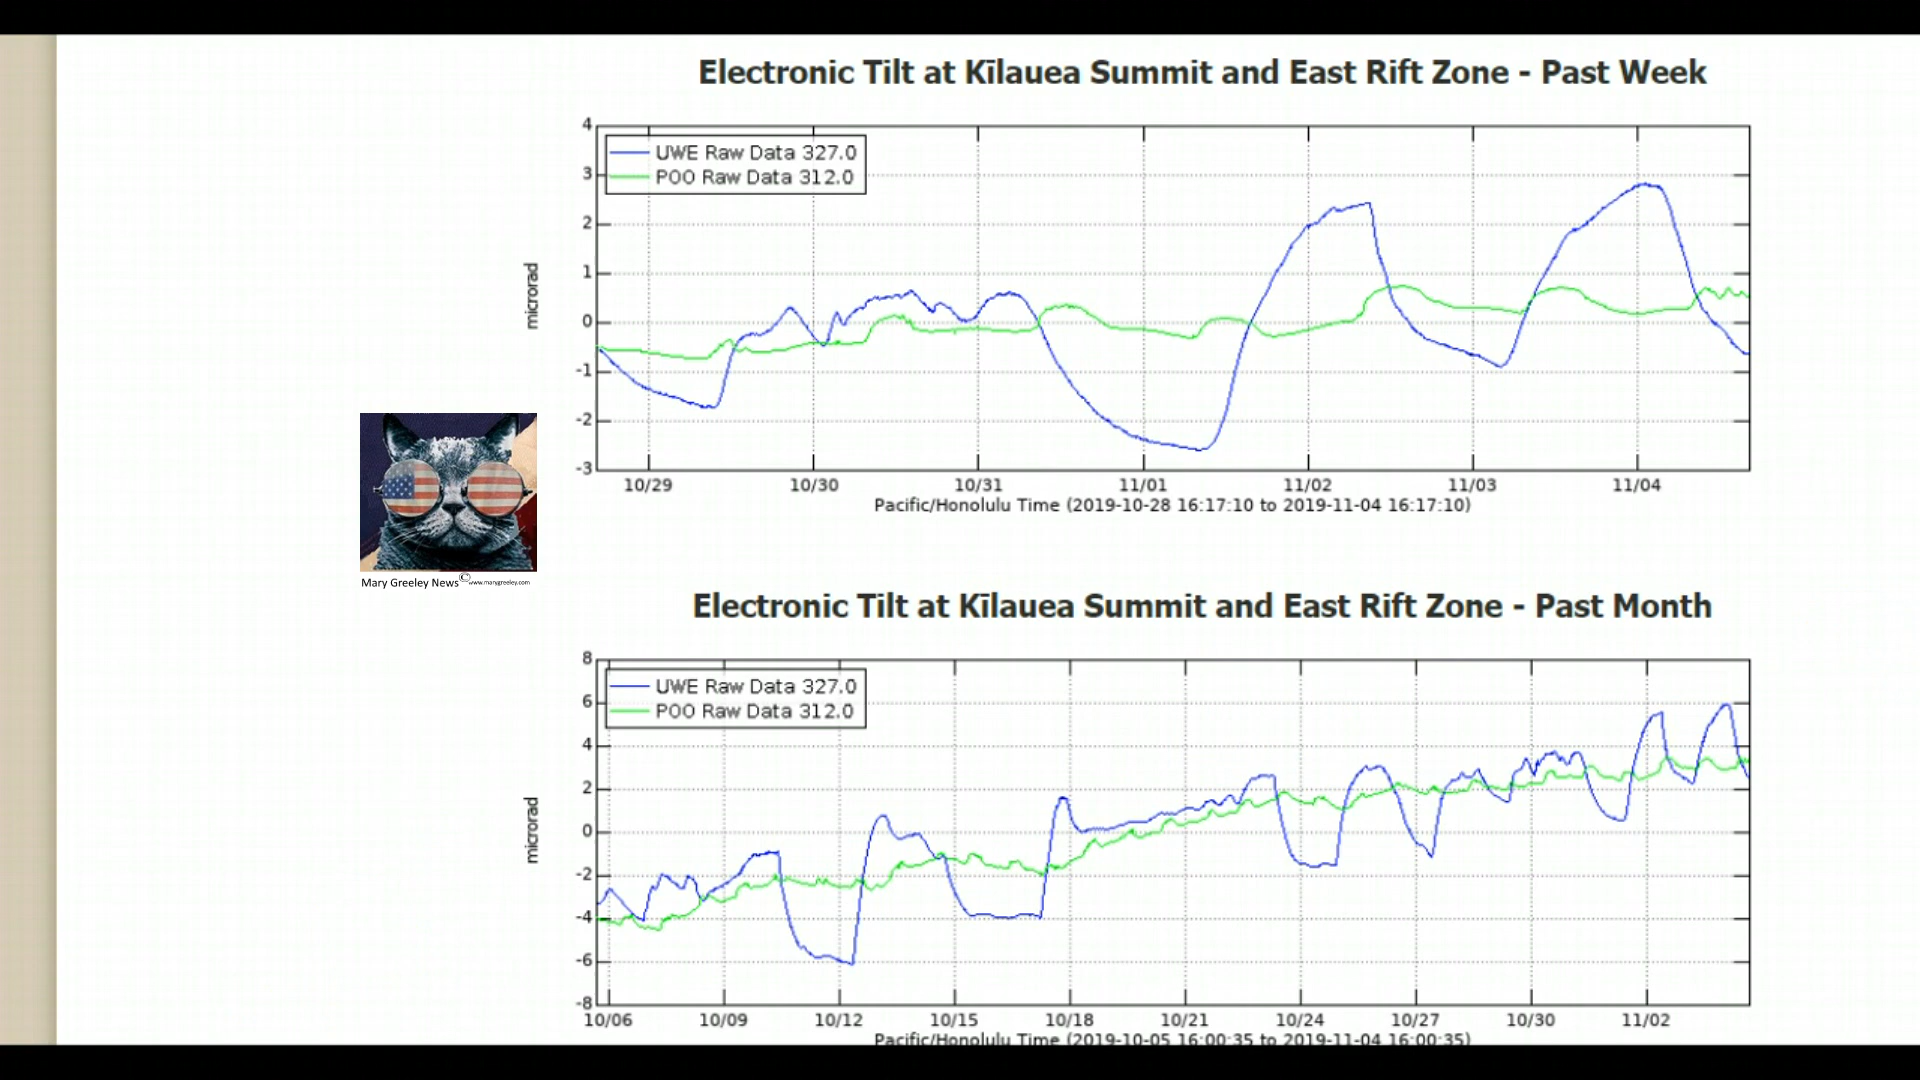 Electronic Tilt at Kīlauea Summit and East Rift Zone - Past Week
4
3
2
1
0
-1
-2
-3
microrad
UWE Raw Data 327.0
POO Raw Data 312.0
10/29 10/30 10/31 11/01 11/02 11/03 11/04
Pacific/Honolulu Time (2019-10-28 16:17:10 to 2019-11-04 16:17:10)
Mary Greeley News © www.marygreeley.com
Electronic Tilt at Kīlauea Summit and East Rift Zone - Past Month
8
6
4
2
0
-2
-4
-6
-8
microrad
UWE Raw Data 327.0
POO Raw Data 312.0
10/06 10/09 10/12 10/15 10/18 10/21 10/24 10/27 10/30 11/02
Pacific/Honolulu Time (2019-10-05 16:00:35 to 2019-11-04 16:00:35)